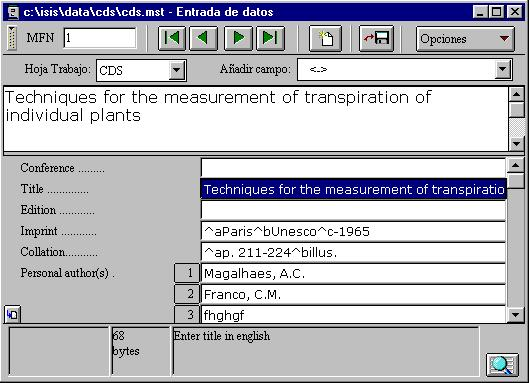 c:\isis\data\cds\cds.mst - Entrada de datos
MFN 1 Opciones
Hoja Trabajo: CDS Añadir campo: <->
Techniques for the measurement of transpiration of
individual plants
Conference .........
Title .............. Techniques for the measurement of transpiratio
Edition ............
Imprint ............ ^aParis^bUnesco^c-1965
Collation........... ^ap. 211-224^billus.
Personal author(s) . 1 Magalhaes, A.C.
2 Franco, C.M.
3 fhghgf
68 Enter title in english
bytes